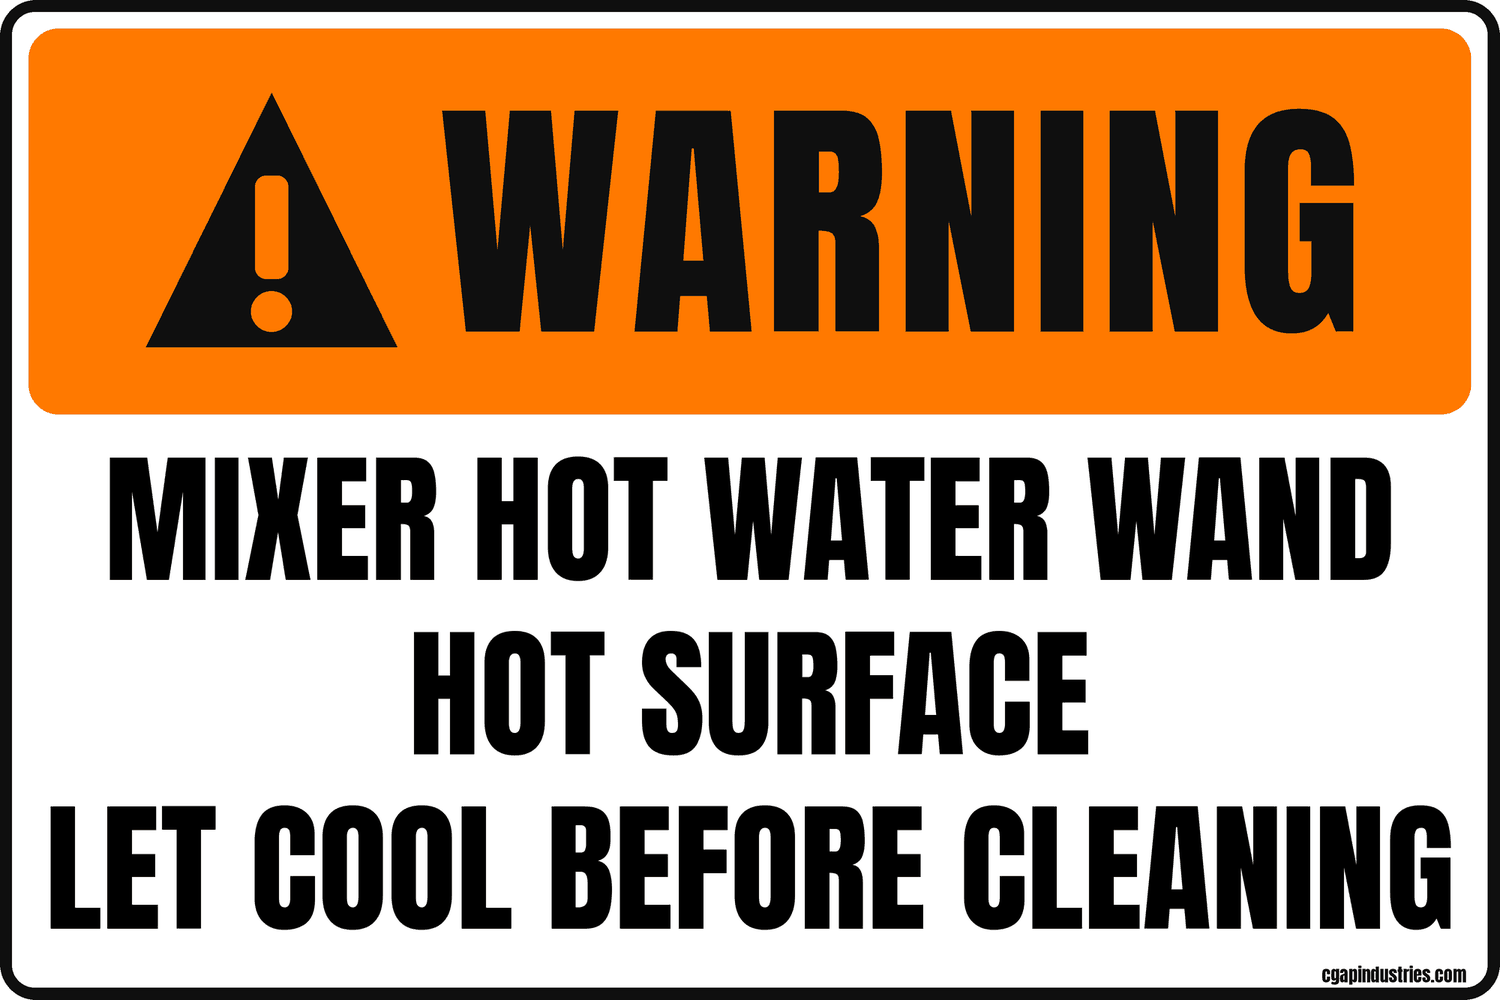 WARNING
MIXER HOT WATER WAND
HOT SURFACE
LET COOL BEFORE CLEANING
cgapindustries.com